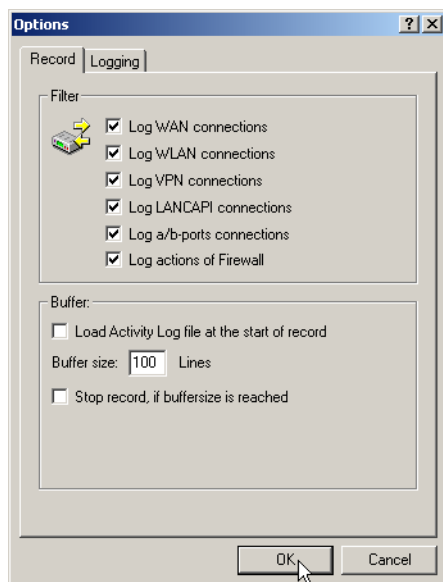 Options
Record Logging
Filter
Log WAN connections
Log WLAN connections
Log VPN connections
Log LANCAPI connections
Log a/b-ports connections
Log actions of Firewall
Buffer:
Load Activity Log file at the start of record
Buffer size: 100 Lines
Stop record, if buffersize is reached
OK Cancel